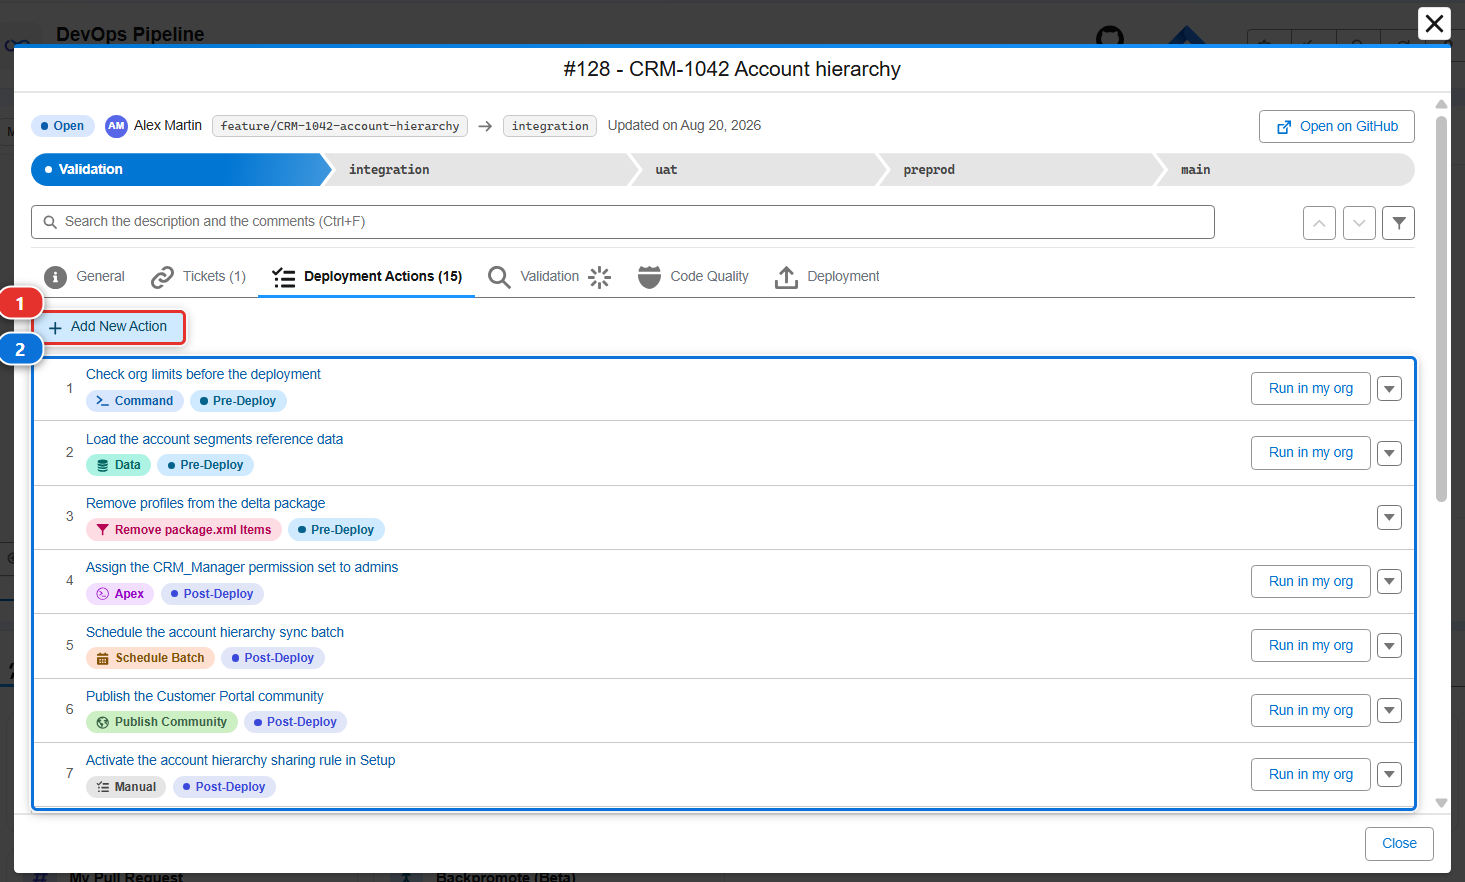 DevOps Pipeline
#128 - CRM-1042 Account hierarchy
Open AM Alex Martin feature/CRM-1042-account-hierarchy → integration Updated on Aug 20, 2026 Open on GitHub
Validation integration uat preprod main
Search the description and the comments (Ctrl+F)
General Tickets (1) Deployment Actions (15) Validation Code Quality Deployment
1
+ Add New Action
2
1 Check org limits before the deployment
Command Pre-Deploy Run in my org
2 Load the account segments reference data
Data Pre-Deploy Run in my org
3 Remove profiles from the delta package
Remove package.xml Items Pre-Deploy
4 Assign the CRM_Manager permission set to admins
Apex Post-Deploy Run in my org
5 Schedule the account hierarchy sync batch
Schedule Batch Post-Deploy Run in my org
6 Publish the Customer Portal community
Publish Community Post-Deploy Run in my org
7 Activate the account hierarchy sharing rule in Setup
Manual Post-Deploy Run in my org
Close
My Pull Request Backpromote (Beta)